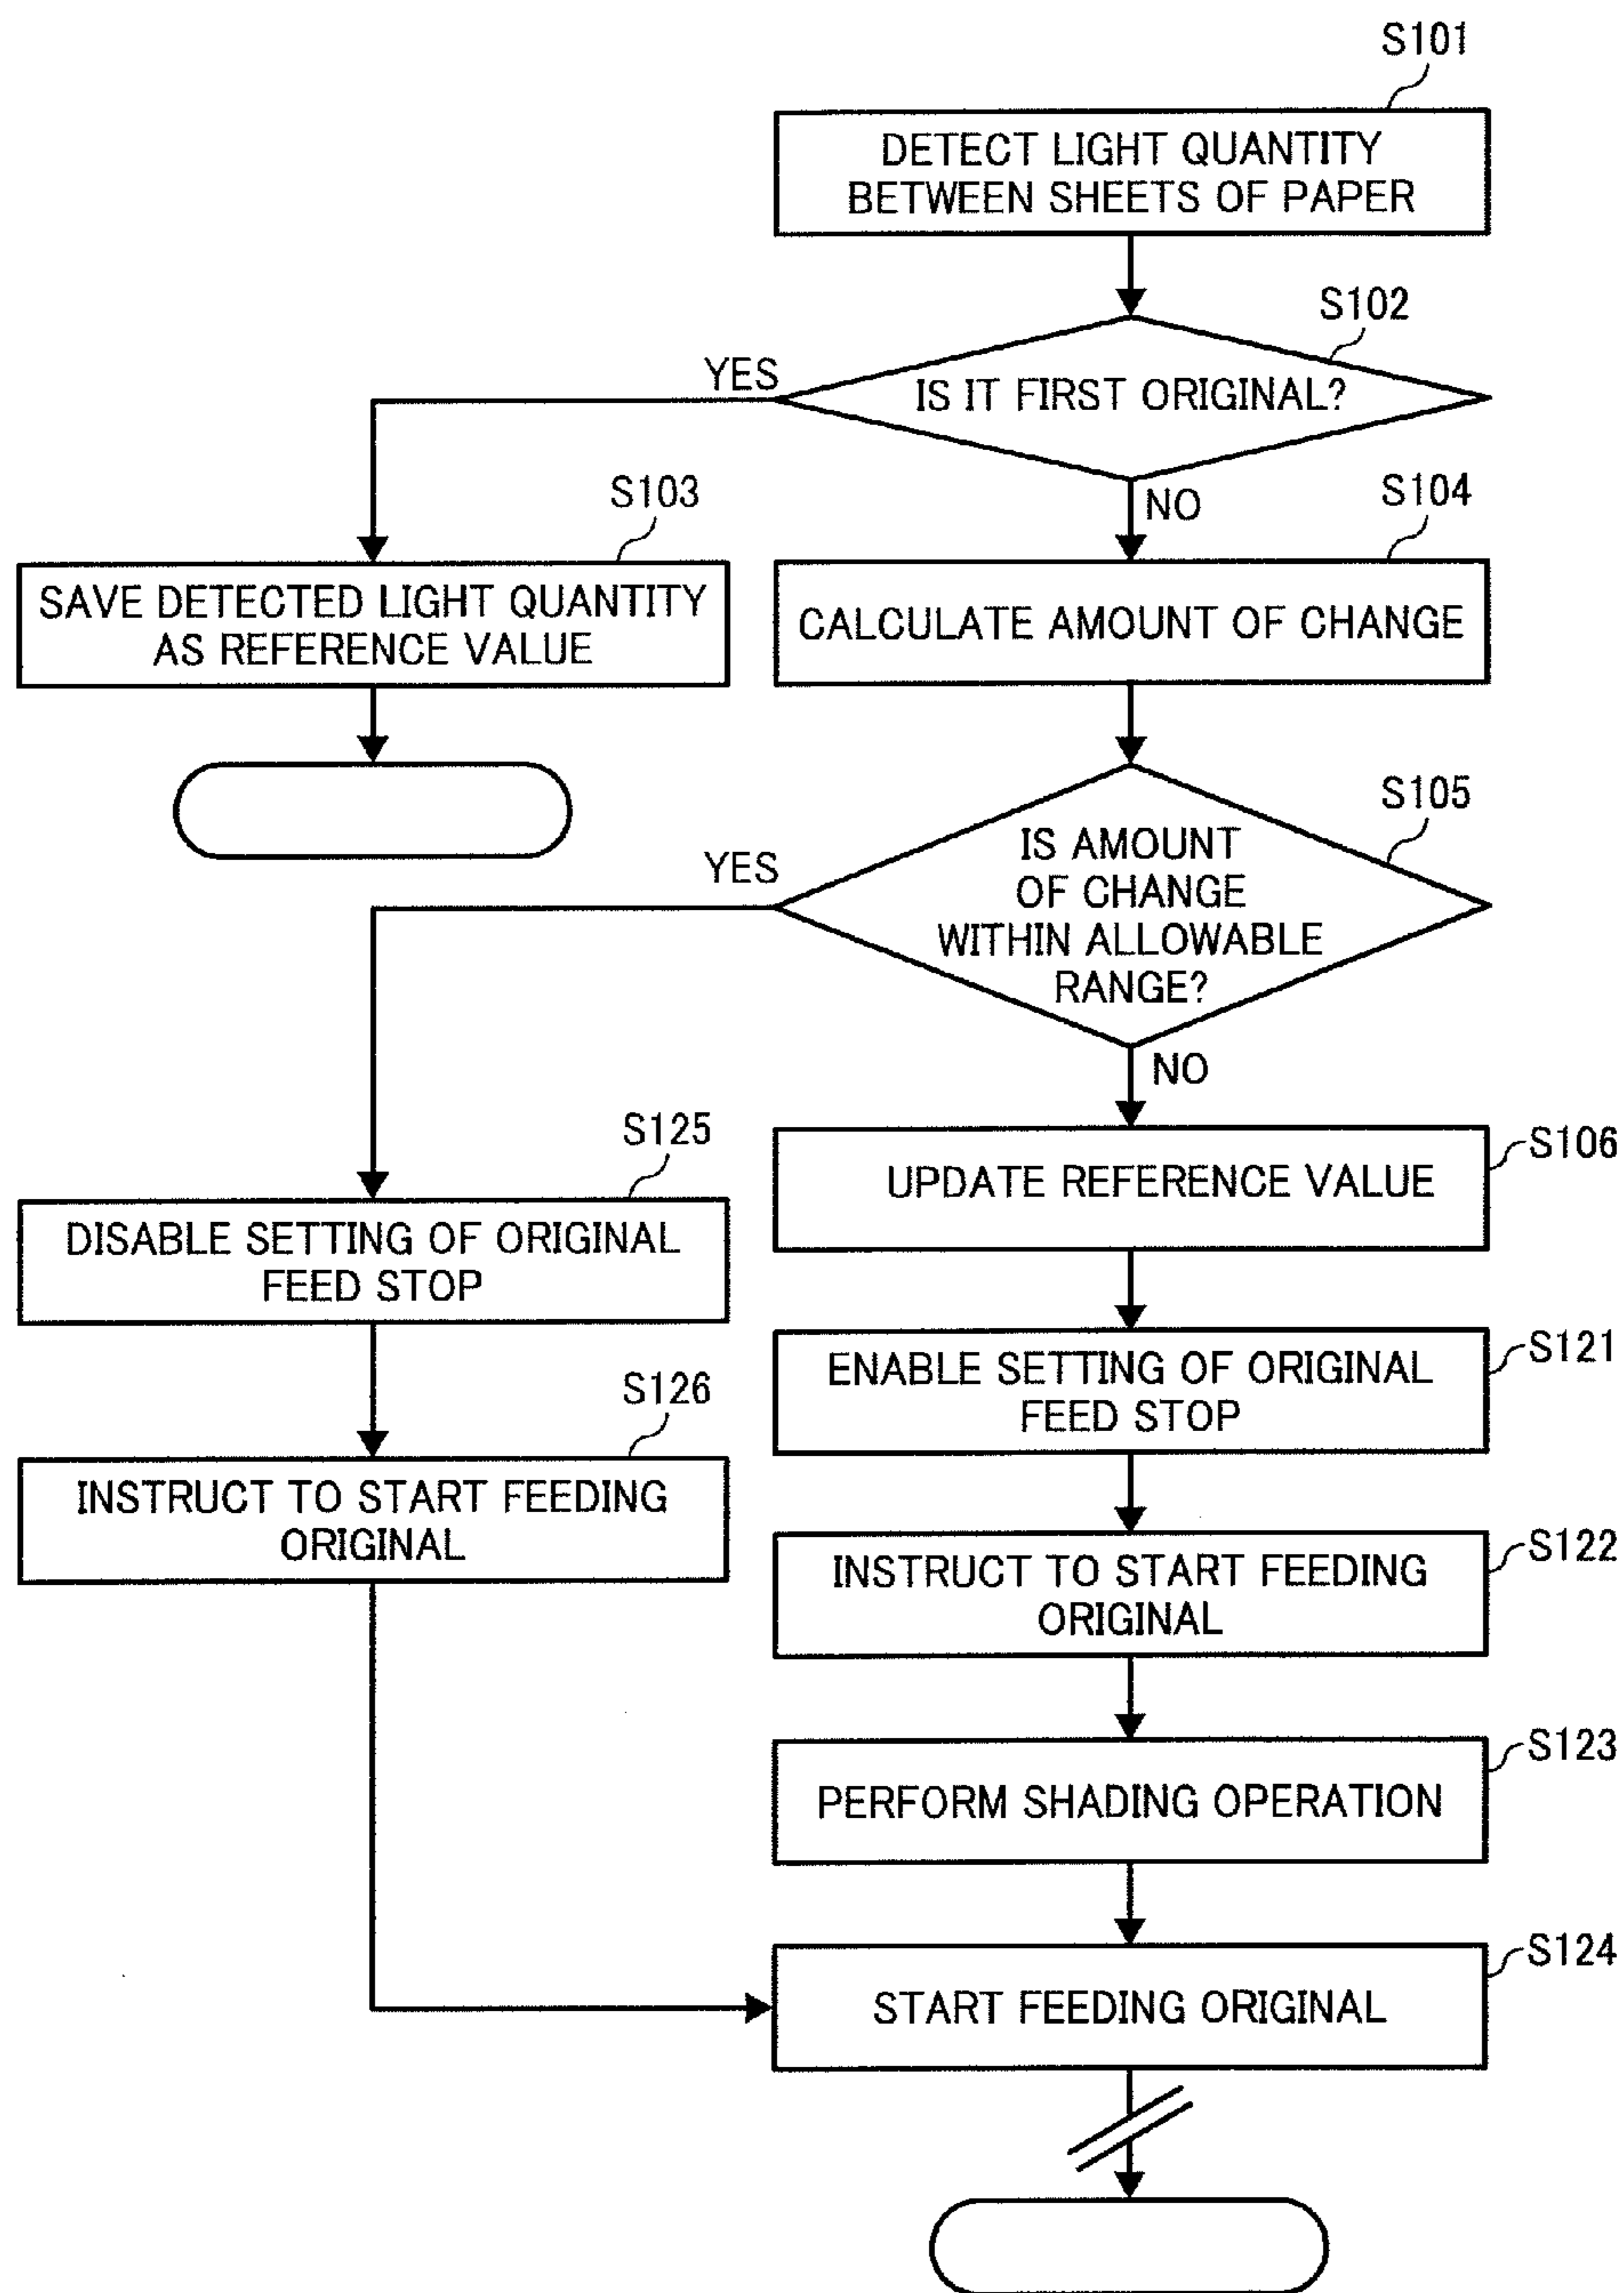 S101
DETECT LIGHT QUANTITY
BETWEEN SHEETS OF PAPER
S102
YES
IS IT FIRST ORIGINAL?
NO
S103
SAVE DETECTED LIGHT QUANTITY
AS REFERENCE VALUE
S104
CALCULATE AMOUNT OF CHANGE
S105
YES
IS AMOUNT
OF CHANGE
WITHIN ALLOWABLE
RANGE?
NO
S125
DISABLE SETTING OF ORIGINAL
FEED STOP
S106
UPDATE REFERENCE VALUE
S121
ENABLE SETTING OF ORIGINAL
FEED STOP
S126
INSTRUCT TO START FEEDING
ORIGINAL
S122
INSTRUCT TO START FEEDING
ORIGINAL
S123
PERFORM SHADING OPERATION
S124
START FEEDING ORIGINAL